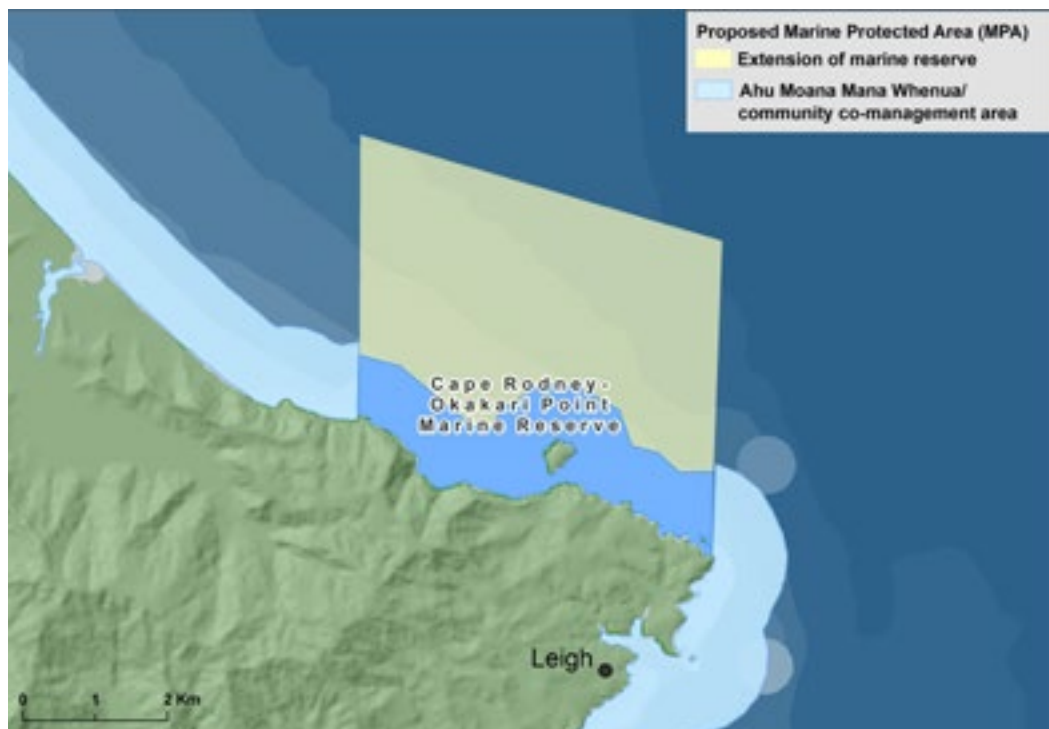 Proposed Marine Protected Area (MPA)
Extension of marine reserve
Ahu Moana Mana Whenua/
community co-management area
Cape Rodney-
Okakari Point
Marine Reserve
Leigh
0 1 2 Km